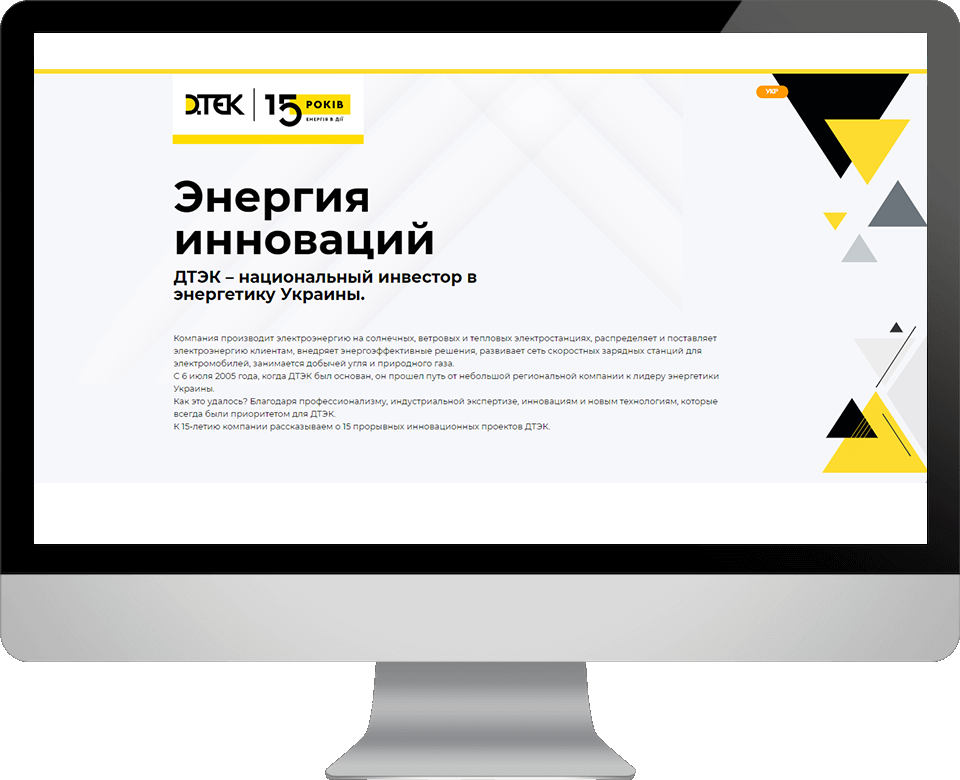 ДТЕК
15 РОКІВ
ЕНЕРГІЯ В ДІЇ
УКР
Энергия
инноваций
ДТЭК – национальный инвестор в
энергетику Украины.
Компания производит электроэнергию на солнечных, ветровых и тепловых электростанциях, распределяет и поставляет
электроэнергию клиентам, внедряет энергоэффективные решения, развивает сеть скоростных зарядных станций для
электромобилей, занимается добычей угля и природного газа.
С 6 июля 2005 года, когда ДТЭК был основан, он прошел путь от небольшой региональной компании к лидеру энергетики
Украины.
Как это удалось? Благодаря профессионализму, индустриальной экспертизе, инновациям и новым технологиям, которые
всегда были приоритетом для ДТЭК.
К 15-летию компании рассказываем о 15 прорывных инновационных проектов ДТЭК.